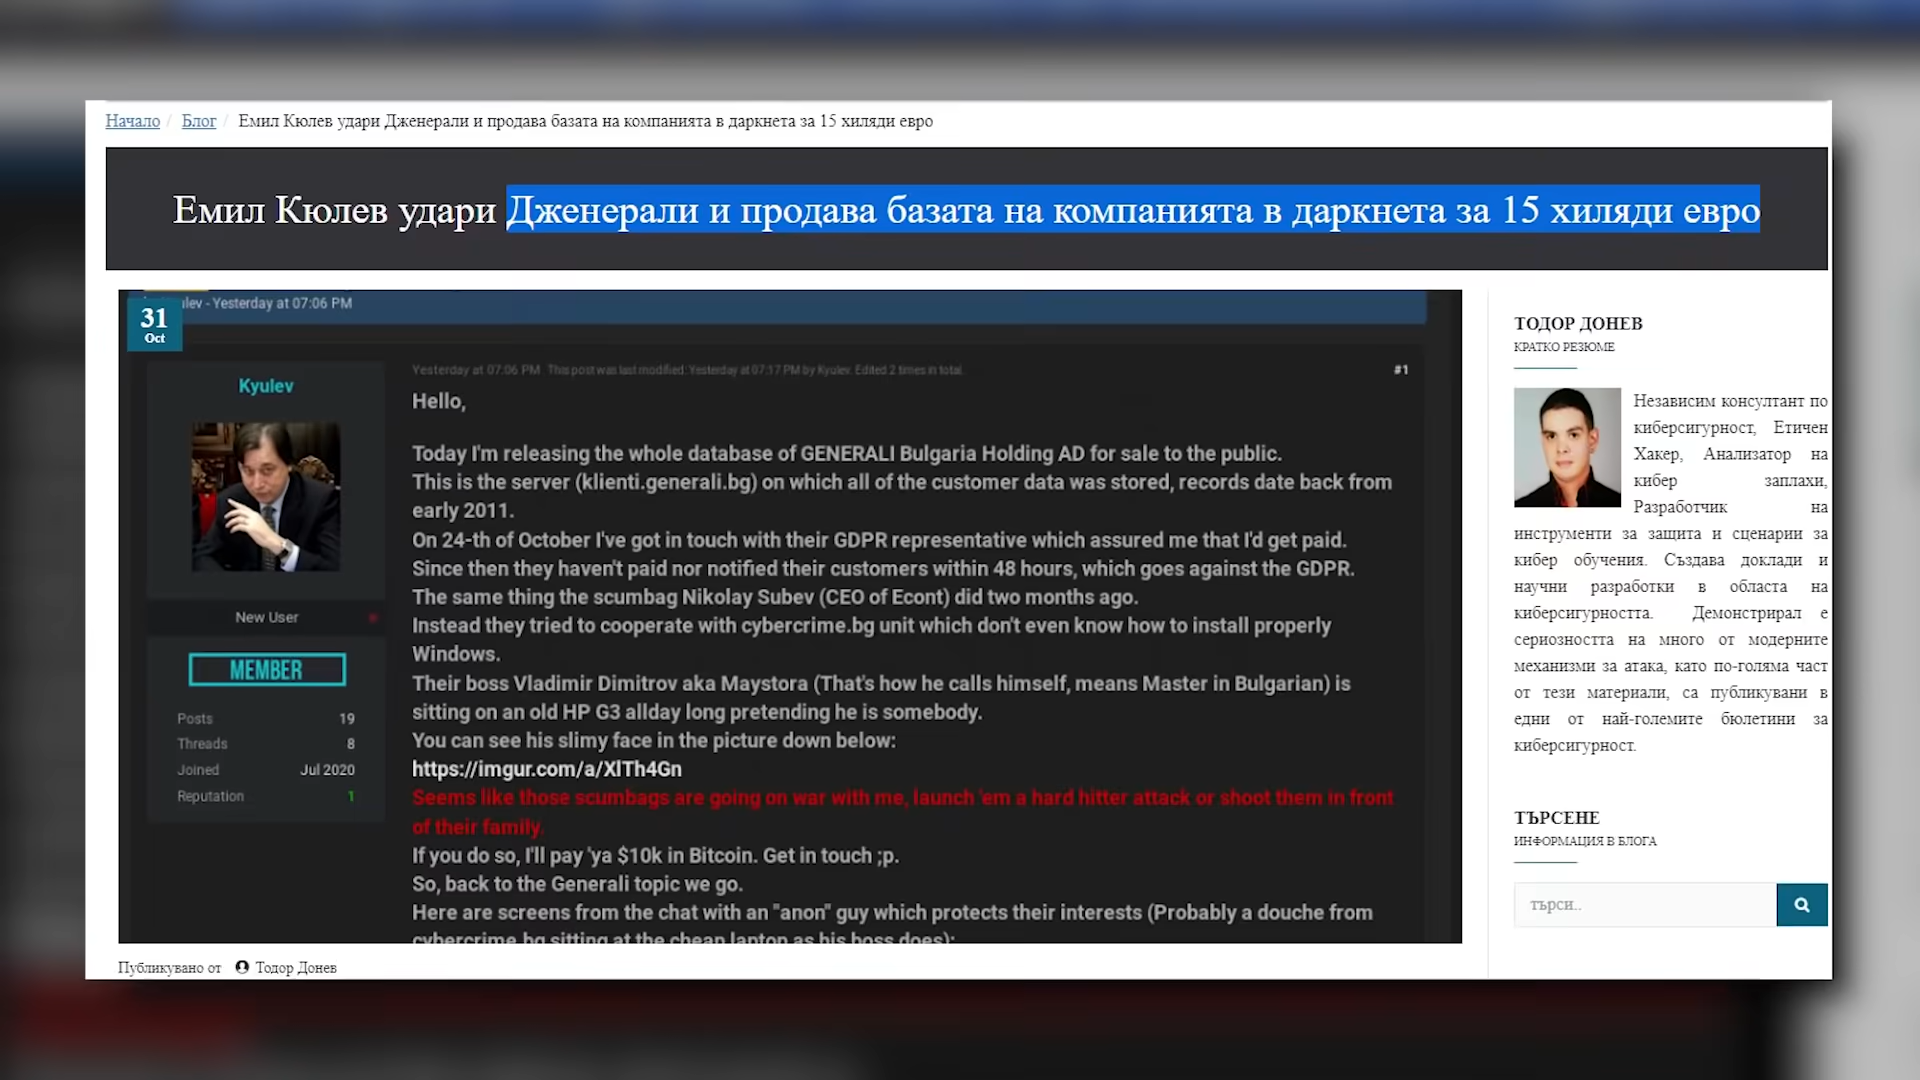 Начало / Блог / Емил Кюлев удари Дженерали и продава базата на компанията в даркнета за 15 хиляди евро
Емил Кюлев удари Дженерали и продава базата на компанията в даркнета за 15 хиляди евро
- Yesterday at 07:06 PM
31
Oct
Kyulev
New User
MEMBER
Posts 19
Threads 8
Joined Jul 2020
Reputation 1
Yesterday at 07:06 PM This post was last modified: Yesterday at 07:17 PM by Kyulev. Edited 2 times in total.
#1
Hello,
Today I'm releasing the whole database of GENERALI Bulgaria Holding AD for sale to the public.
This is the server (klienti.generali.bg) on which all of the customer data was stored, records date back from
early 2011.
On 24-th of October I've got in touch with their GDPR representative which assured me that I'd get paid.
Since then they haven't paid nor notified their customers within 48 hours, which goes against the GDPR.
The same thing the scumbag Nikolay Subev (CEO of Econt) did two months ago.
Instead they tried to cooperate with cybercrime.bg unit which don't even know how to install properly
Windows.
Their boss Vladimir Dimitrov aka Maystora (That's how he calls himself, means Master in Bulgarian) is
sitting on an old HP G3 allday long pretending he is somebody.
You can see his slimy face in the picture down below:
https://imgur.com/a/XlTh4Gn
Seems like those scumbags are going on war with me, launch 'em a hard hitter attack or shoot them in front
of their family.
If you do so, I'll pay 'ya $10k in Bitcoin. Get in touch ;p.
So, back to the Generali topic we go.
Here are screens from the chat with an "anon" guy which protects their interests (Probably a douche from
cybercrime.bg sitting at the cheap laptop as his boss does):
Публикувано от Тодор Донев
ТОДОР ДОНЕВ
КРАТКО РЕЗЮМЕ
Независим консултант по
киберсигурност, Етичен
Хакер, Анализатор на
кибер заплахи,
Разработчик на
инструменти за защита и сценарии за
кибер обучения. Създава доклади и
научни разработки в областа на
киберсигурността. Демонстрирал е
сериозността на много от модерните
механизми за атака, като по-голяма част
от тези материали, са публикувани в
едни от най-големите бюлетини за
киберсигурност.
ТЪРСЕНЕ
ИНФОРМАЦИЯ В БЛОГА
търси..